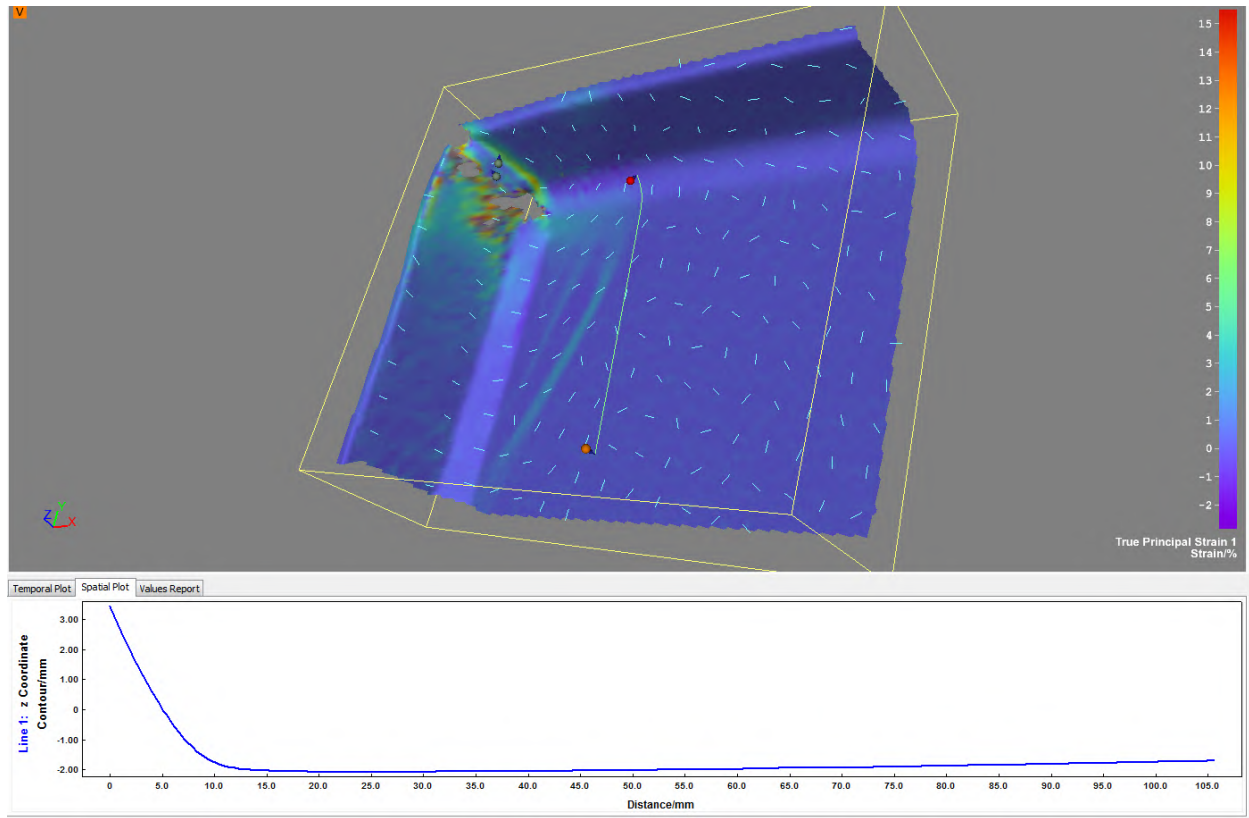 V
15
14
13
12
11
10
9
8
7
6
5
4
3
2
1
0
-1
-2
True Principal Strain 1
Strain/%
Y
Z
X
Temporal Plot Spatial Plot Values Report
Line 1: z Coordinate
Contour/mm
3.00
2.00
1.00
0
-1.00
-2.00
0 5.0 10.0 15.0 20.0 25.0 30.0 35.0 40.0 45.0 50.0 55.0 60.0 65.0 70.0 75.0 80.0 85.0 90.0 95.0 100.0 105.0
Distance/mm